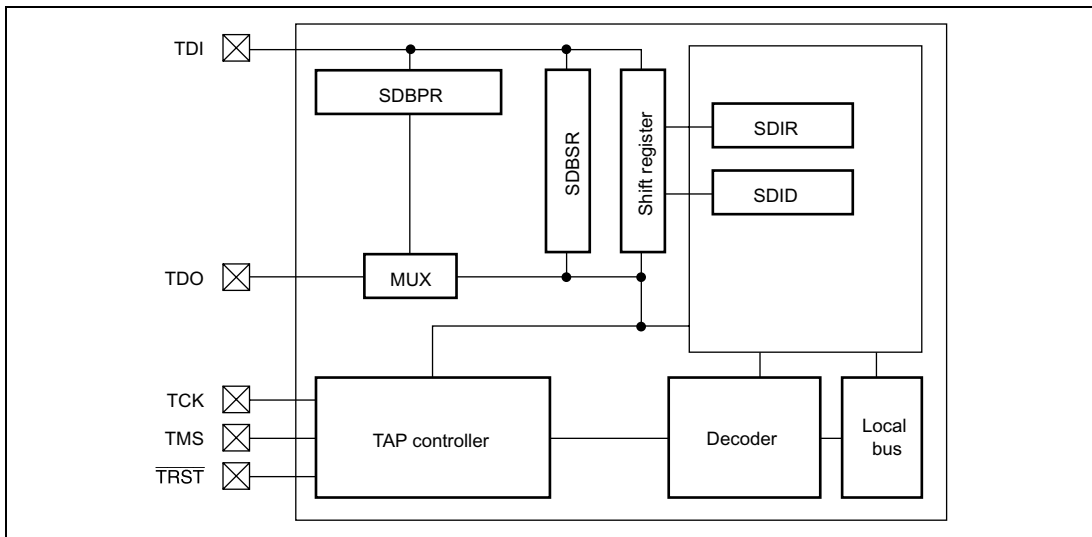 TDI
SDBPR
SDBSR
Shift register
SDIR
SDID
TDO
MUX
TCK
TMS
TRST
TAP controller
Decoder
Local
bus